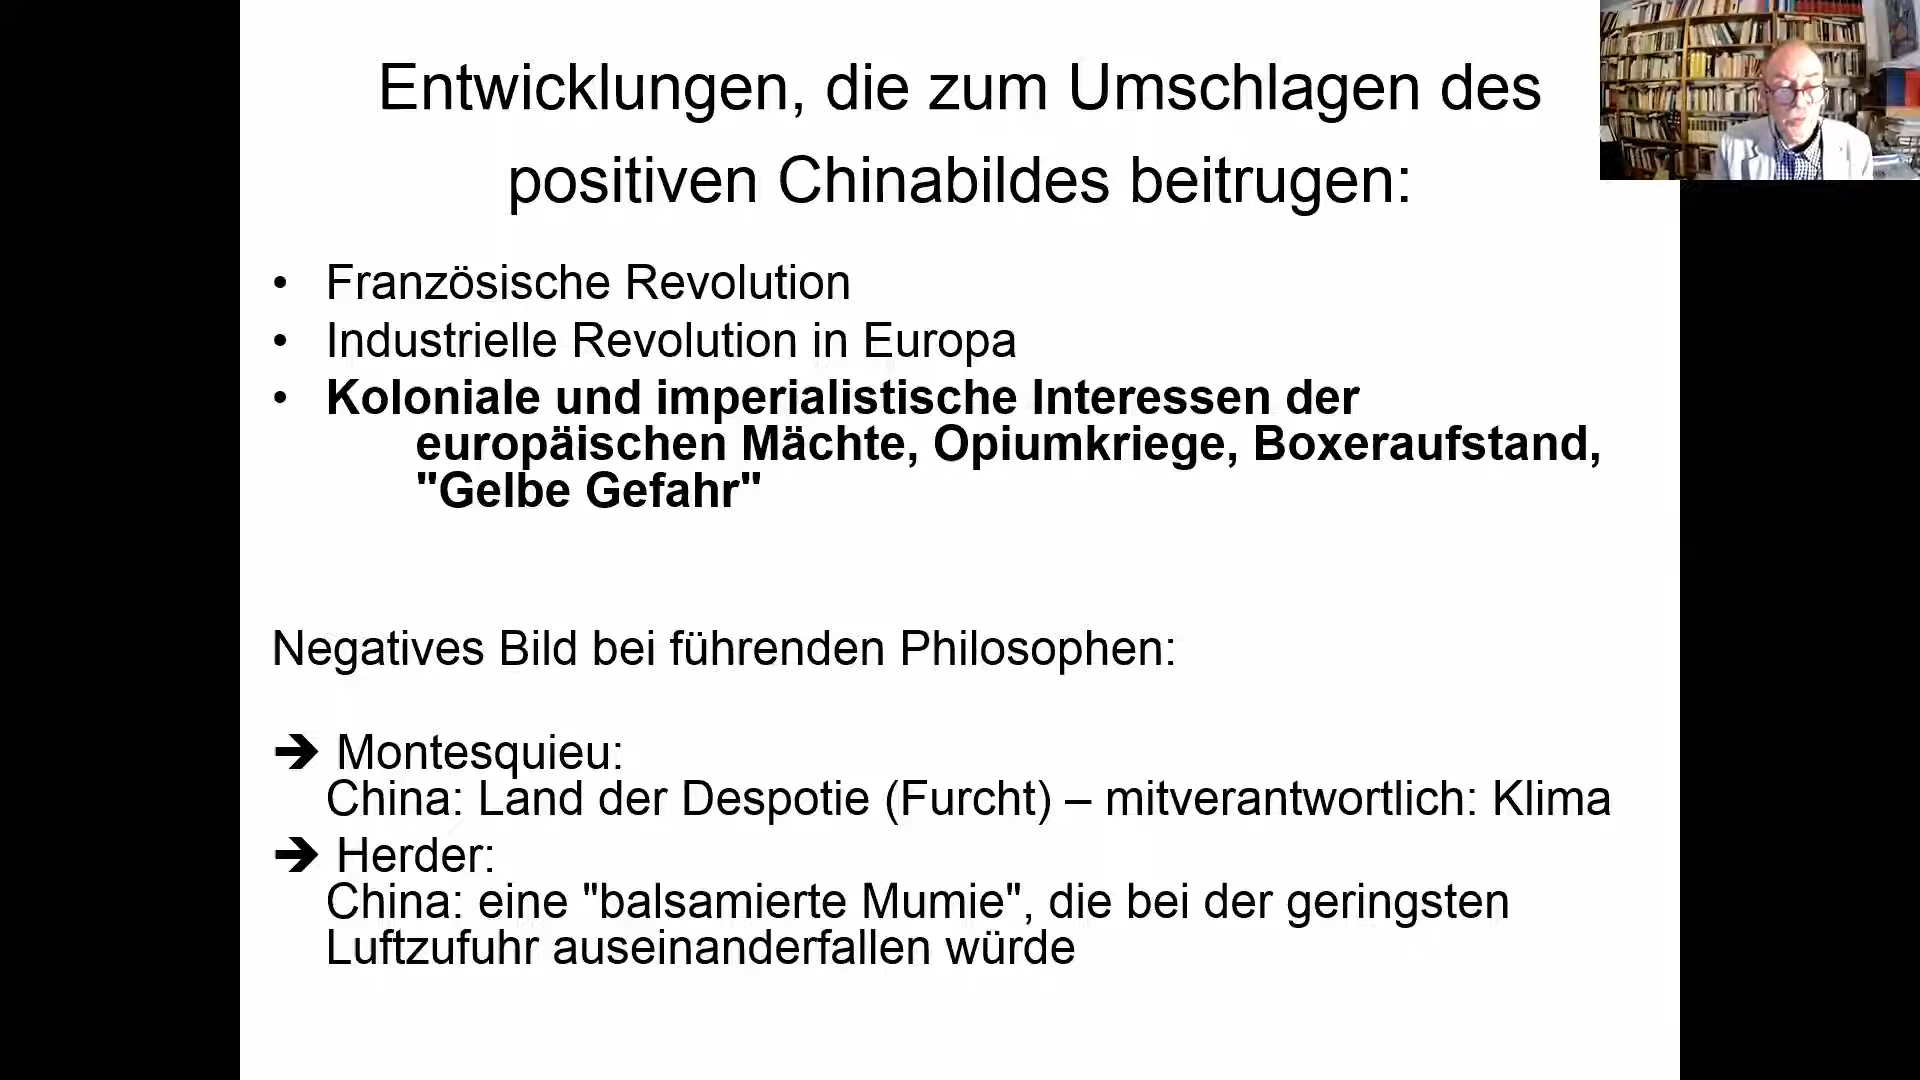 Entwicklungen, die zum Umschlagen des
positiven Chinabildes beitrugen:
• Französische Revolution
• Industrielle Revolution in Europa
• Koloniale und imperialistische Interessen der
europäischen Mächte, Opiumkriege, Boxeraufstand,
"Gelbe Gefahr"
Negatives Bild bei führenden Philosophen:
➔ Montesquieu:
China: Land der Despotie (Furcht) – mitverantwortlich: Klima
➔ Herder:
China: eine "balsamierte Mumie", die bei der geringsten
Luftzufuhr auseinanderfallen würde